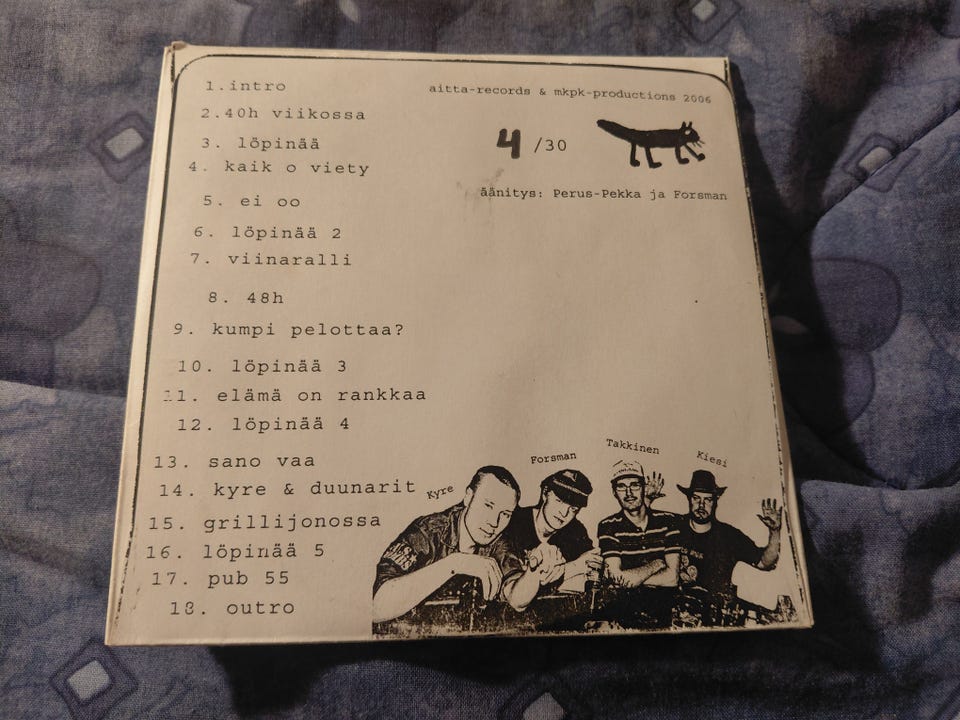 1.intro
2.40h viikossa
3. löpinää
4. kaik o viety
5. ei oo
6. löpinää 2
7. viinaralli
8. 48h
9. kumpi pelottaa?
10. löpinää 3
11. elämä on rankkaa
12. löpinää 4
13. sano vaa
14. kyre & duunarit
15. grillijonossa
16. löpinää 5
17. pub 55
18. outro
aitta-records & mkpk-productions 2006
4/30
äänitys: Perus-Pekka ja Forsman
Kyre
Forsman
Takkinen
Kiesi